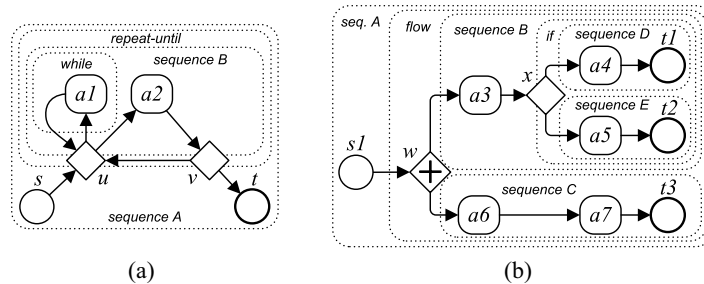 repeat-until
while
sequence B
a1
a2
s
u
v
t
sequence A
(a)
seq. A
flow
sequence B
if
sequence D
t1
a4
x
a3
sequence E
t2
a5
s1
w
sequence C
t3
a6
a7
(b)